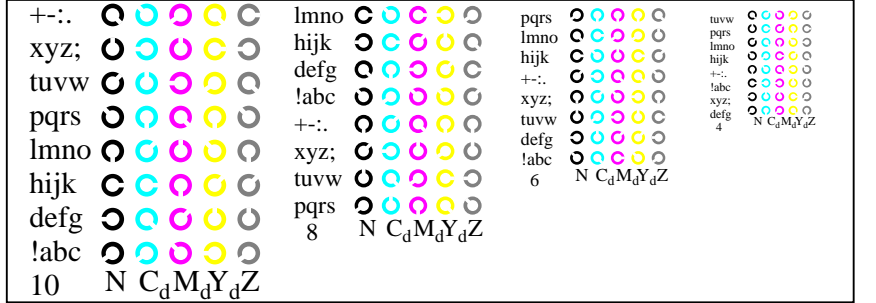 +-:.
xyz;
tuvw
pqrs
lmno
hijk
defg
!abc
10 N CdMdYdZ
lmno
hijk
defg
!abc
+-:.
xyz;
tuvw
pqrs
8 N CdMdYdZ
pqrs
lmno
hijk
+-:.
xyz;
tuvw
defg
!abc
6 N CdMdYdZ
tuvw
pqrs
lmno
hijk
+-:.
!abc
xyz;
defg
4 N CdMdYdZ